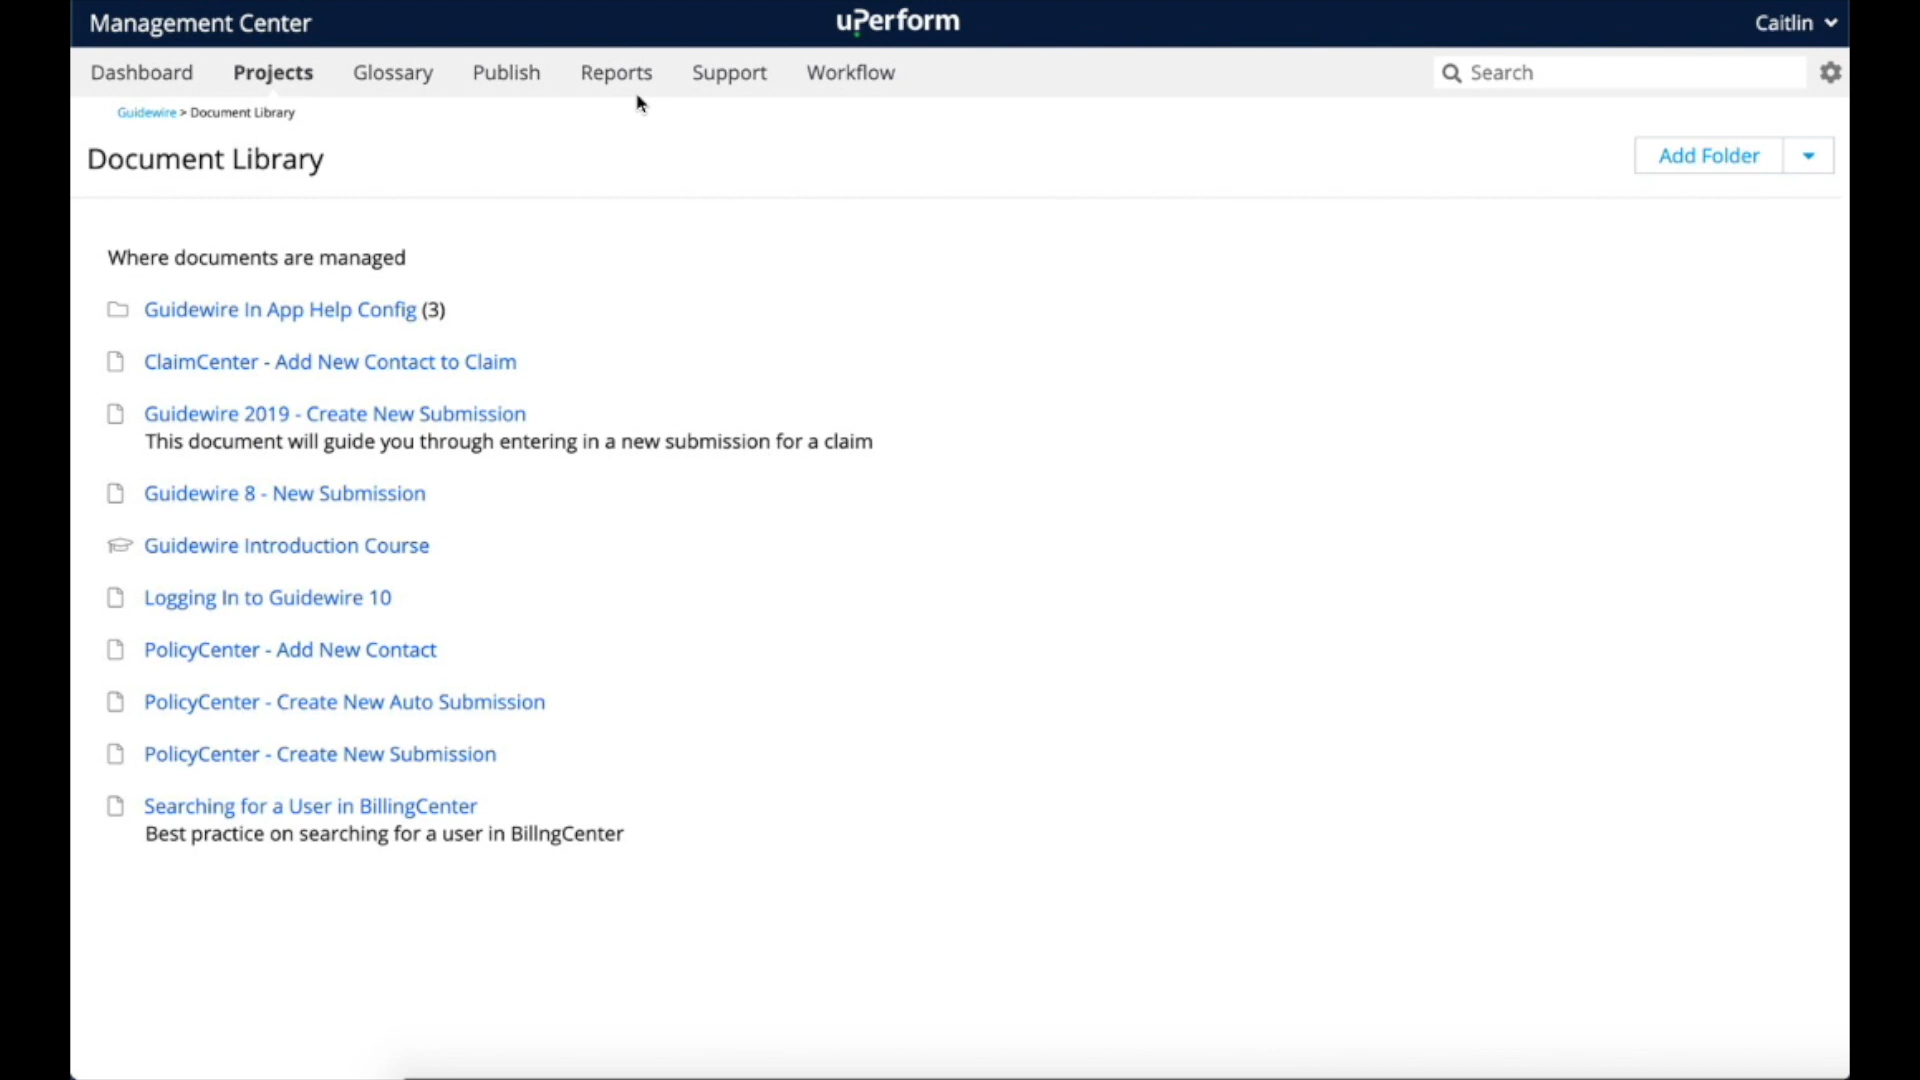 Management Center
uPerform
Caitlin
Dashboard Projects Glossary Publish Reports Support Workflow
Search
Guidewire > Document Library
Document Library
Add Folder
Where documents are managed
Guidewire In App Help Config (3)
ClaimCenter - Add New Contact to Claim
Guidewire 2019 - Create New Submission
This document will guide you through entering in a new submission for a claim
Guidewire 8 - New Submission
Guidewire Introduction Course
Logging In to Guidewire 10
PolicyCenter - Add New Contact
PolicyCenter - Create New Auto Submission
PolicyCenter - Create New Submission
Searching for a User in BillingCenter
Best practice on searching for a user in BillngCenter